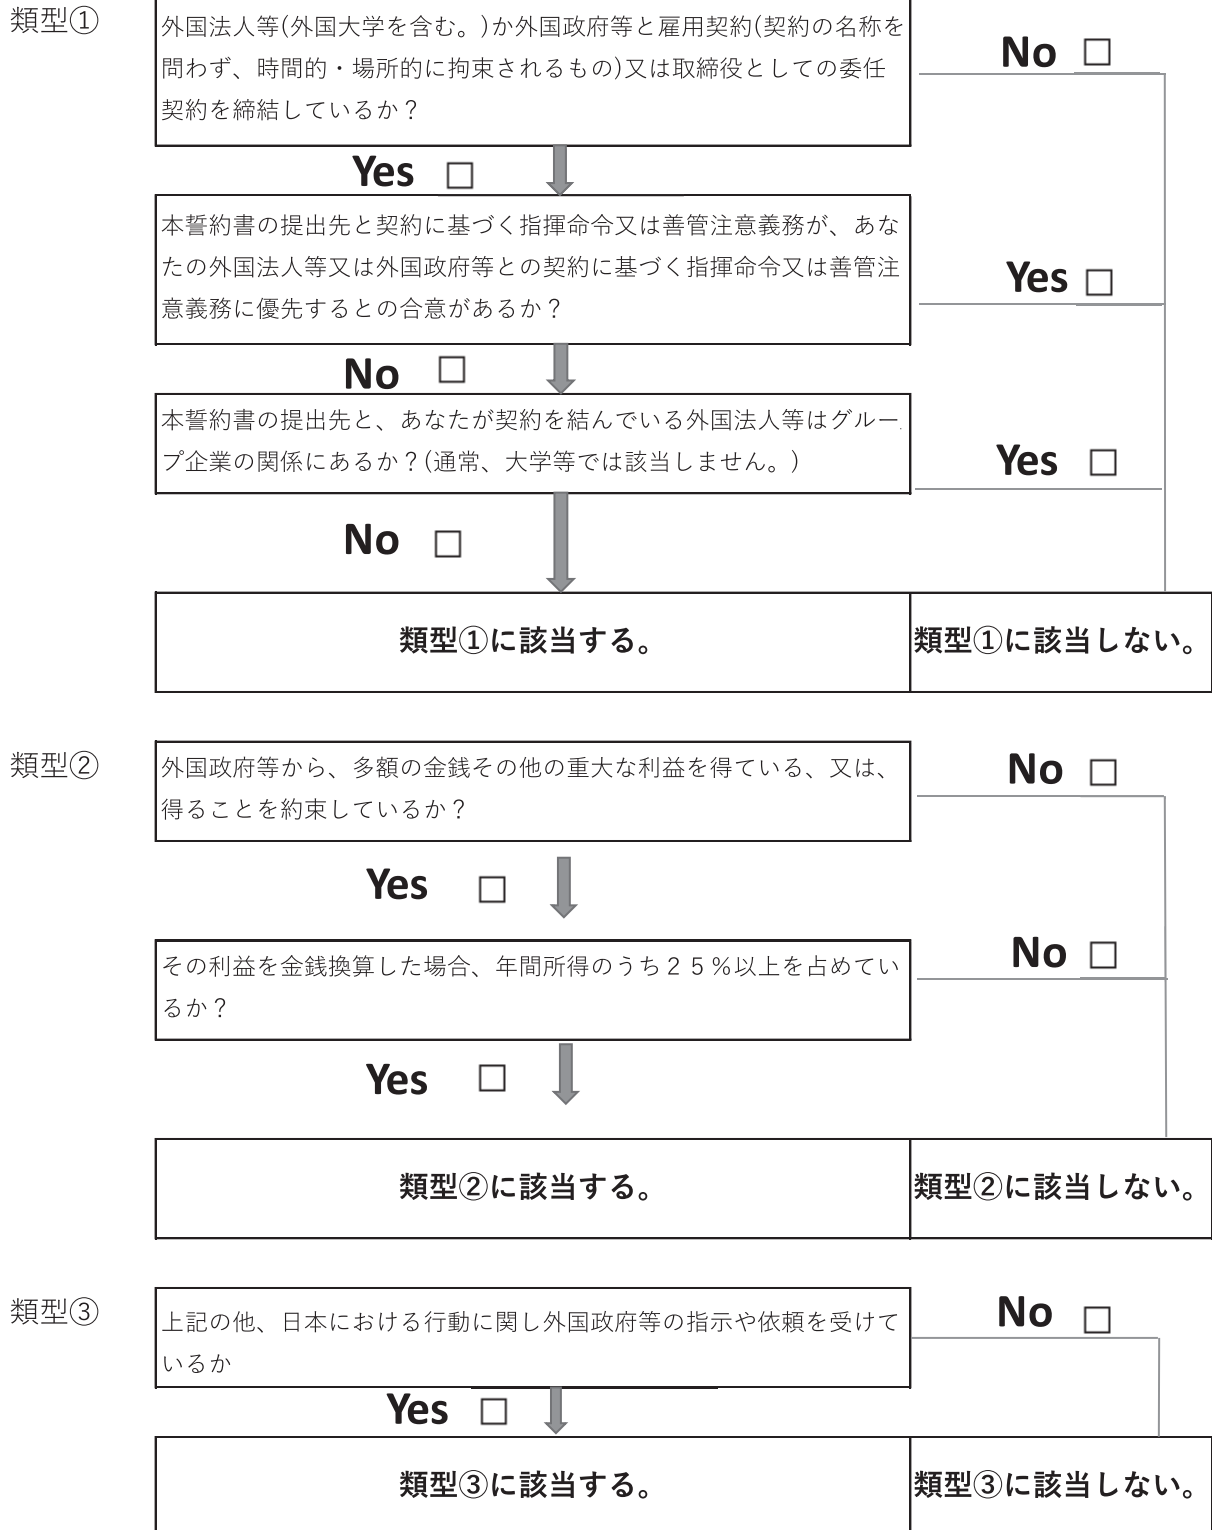 類型①
外国法人等(外国大学を含む。)か外国政府等と雇用契約(契約の名称を
問わず、時間的・場所的に拘束されるもの)又は取締役としての委任
契約を締結しているか？
No □
Yes □
本誓約書の提出先と契約に基づく指揮命令又は善管注意義務が、あな
たの外国法人等又は外国政府等との契約に基づく指揮命令又は善管注
意義務に優先するとの合意があるか？
Yes □
No □
本誓約書の提出先と、あなたが契約を結んでいる外国法人等はグルー
プ企業の関係にあるか？(通常、大学等では該当しません。)
Yes □
No □
類型①に該当する。
類型①に該当しない。
類型②
外国政府等から、多額の金銭その他の重大な利益を得ている、又は、
得ることを約束しているか？
No □
Yes □
その利益を金銭換算した場合、年間所得のうち２５％以上を占めてい
るか？
No □
Yes □
類型②に該当する。
類型②に該当しない。
類型③
上記の他、日本における行動に関し外国政府等の指示や依頼を受けて
いるか
No □
Yes □
類型③に該当する。
類型③に該当しない。